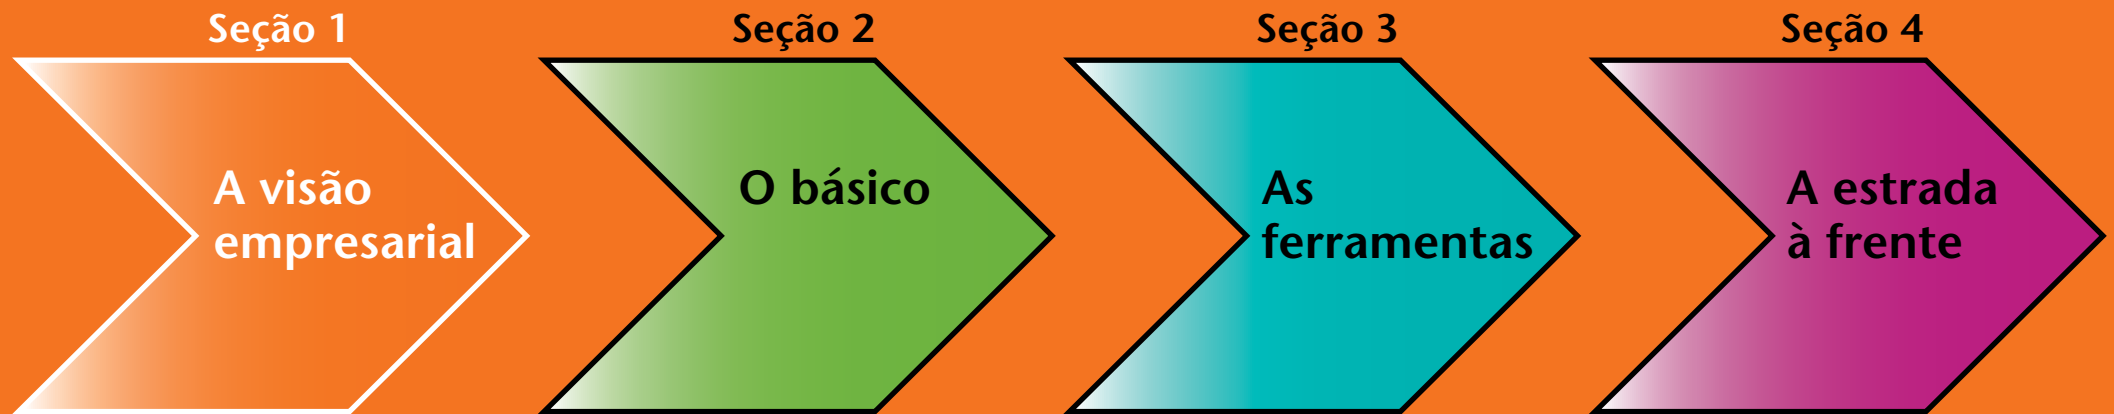 Seção 1
A visão
empresarial
Seção 2
O básico
Seção 3
As
ferramentas
Seção 4
A estrada
à frente